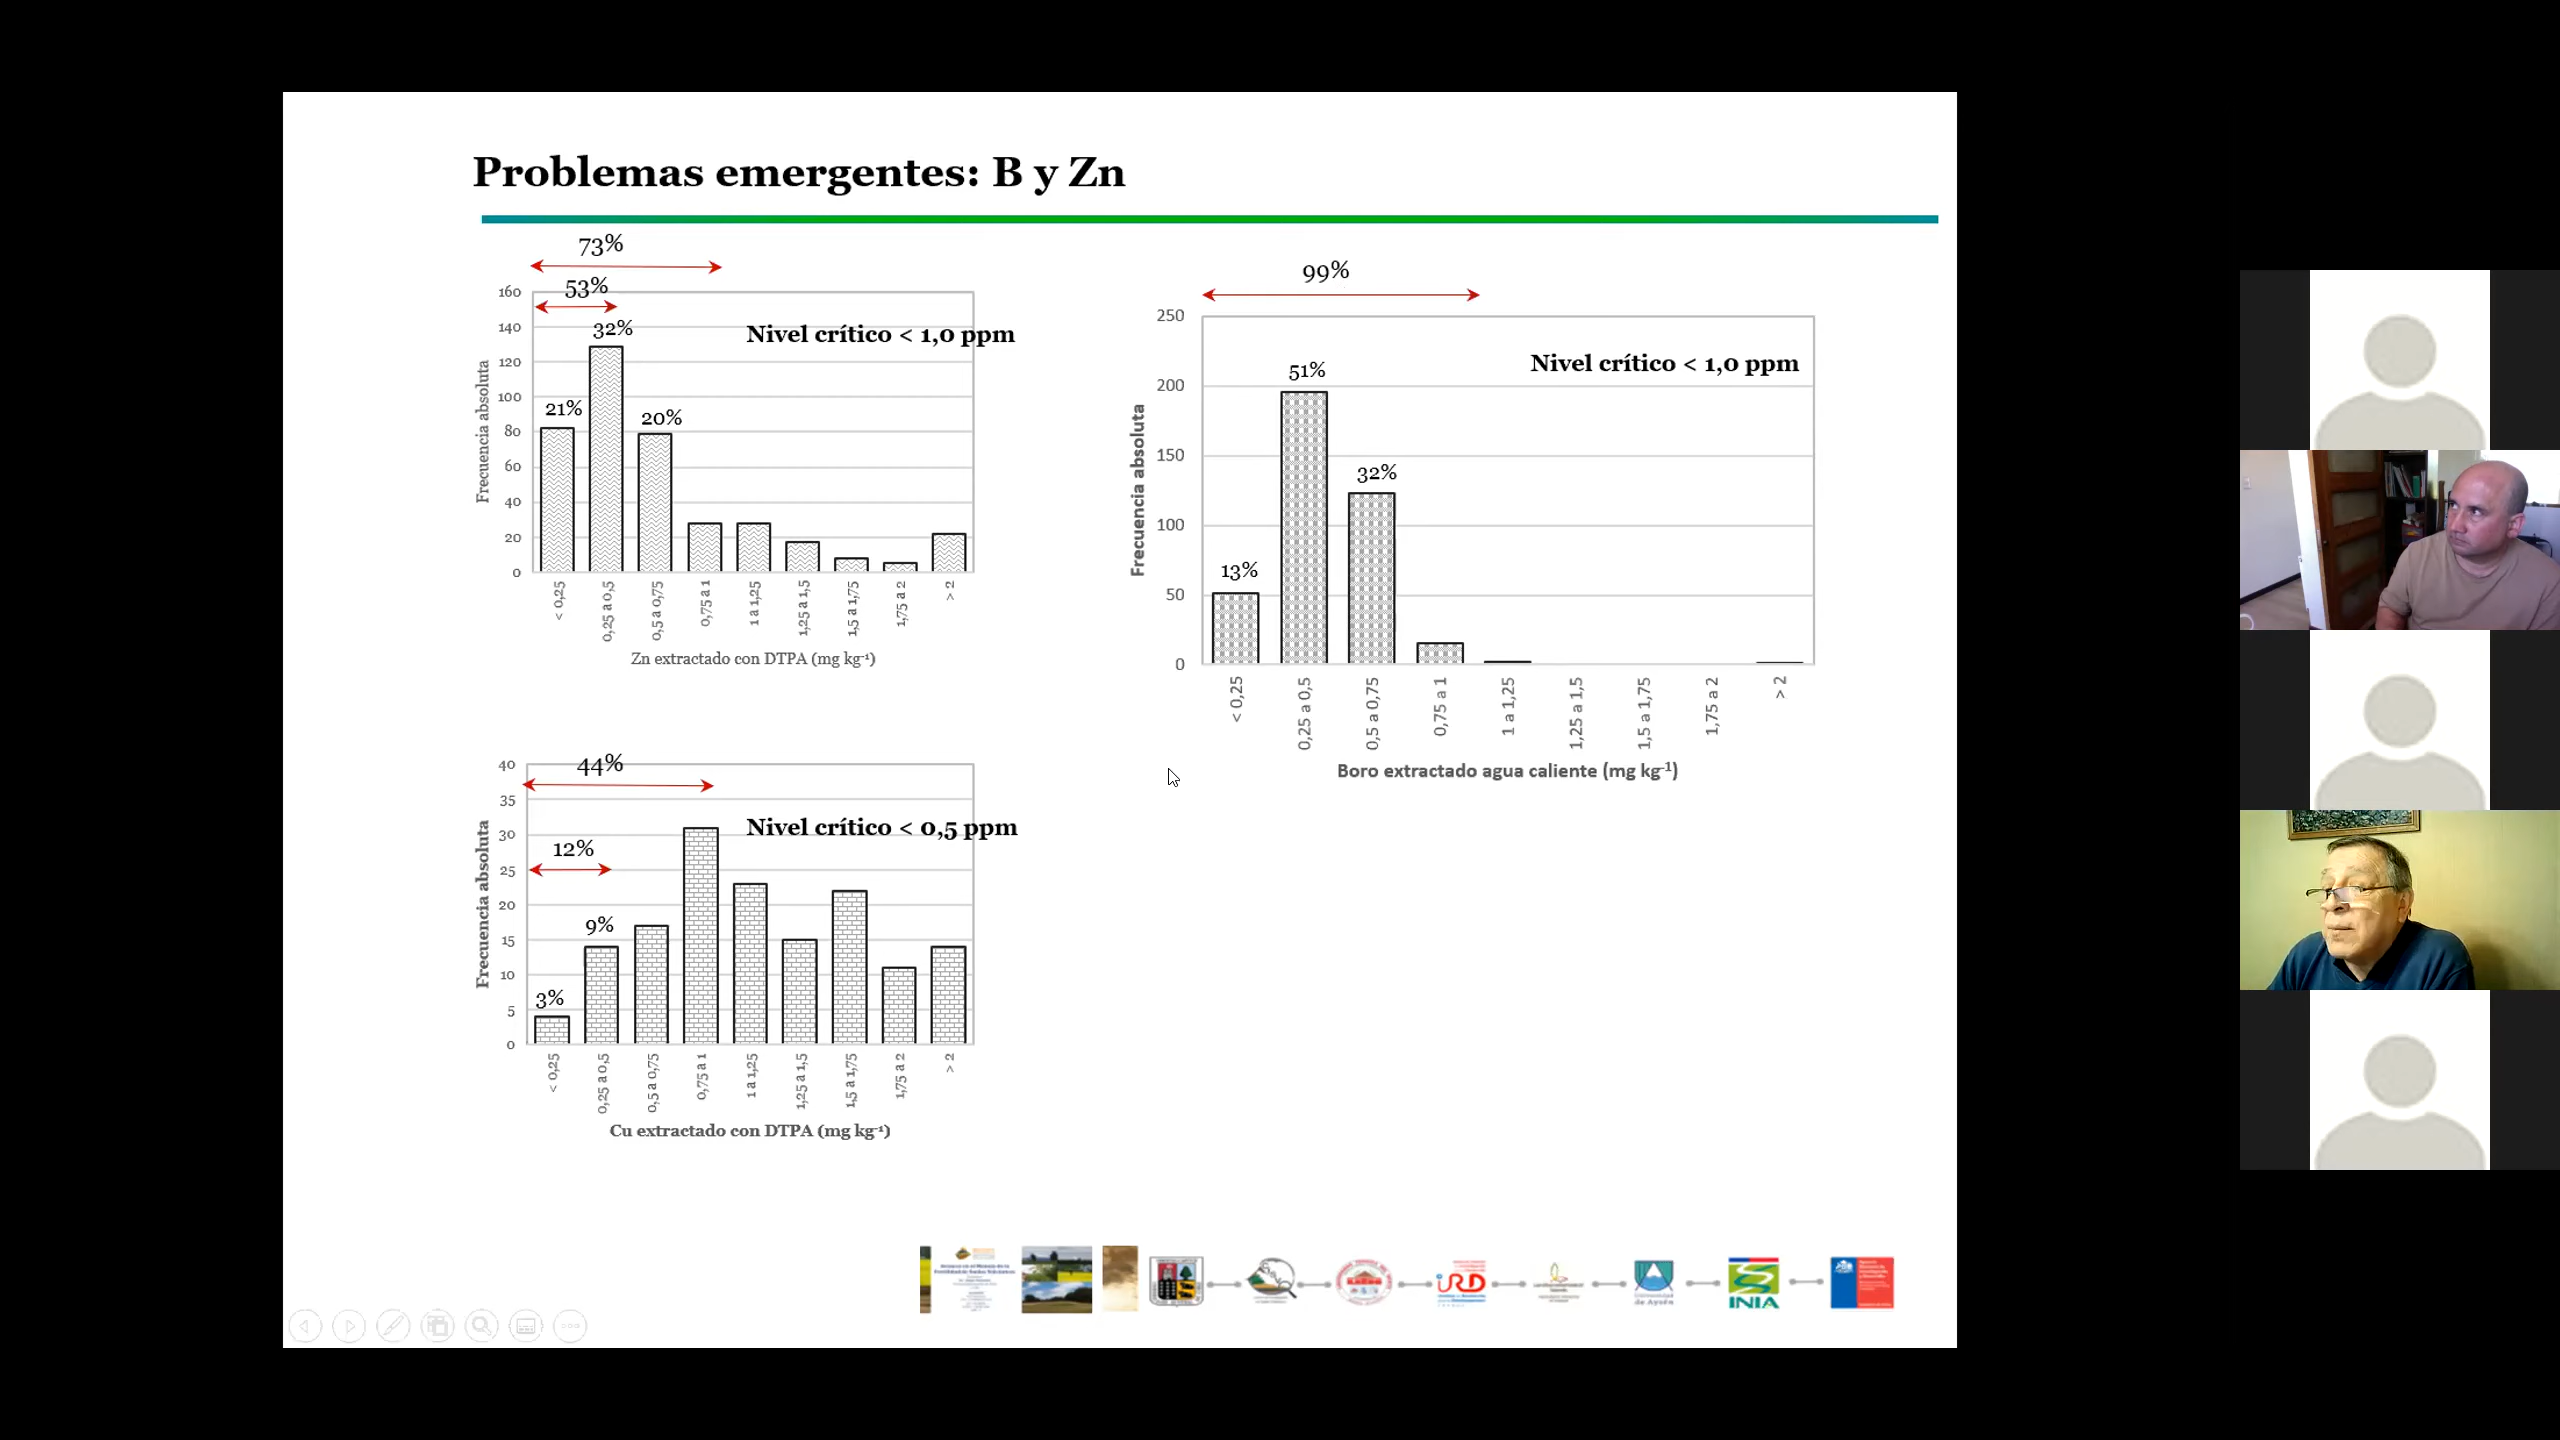 Problemas emergentes: B y Zn
73%
53%
32%
21%
20%
Nivel crítico < 1,0 ppm
Frecuencia absoluta
160
140
120
100
80
60
40
20
0
< 0,25
0,25 a 0,5
0,5 a 0,75
0,75 a 1
1 a 1,25
1,25 a 1,5
1,5 a 1,75
1,75 a 2
> 2
Zn extractado con DTPA (mg kg⁻¹)
99%
51%
32%
13%
Nivel crítico < 1,0 ppm
Frecuencia absoluta
250
200
150
100
50
0
< 0,25
0,25 a 0,5
0,5 a 0,75
0,75 a 1
1 a 1,25
1,25 a 1,5
1,5 a 1,75
1,75 a 2
> 2
Boro extractado agua caliente (mg kg⁻¹)
44%
12%
9%
3%
Nivel crítico < 0,5 ppm
Frecuencia absoluta
40
35
30
25
20
15
10
5
0
< 0,25
0,25 a 0,5
0,5 a 0,75
0,75 a 1
1 a 1,25
1,25 a 1,5
1,5 a 1,75
1,75 a 2
> 2
Cu extractado con DTPA (mg kg⁻¹)
iRD
Universidad
de Aysén
INIA